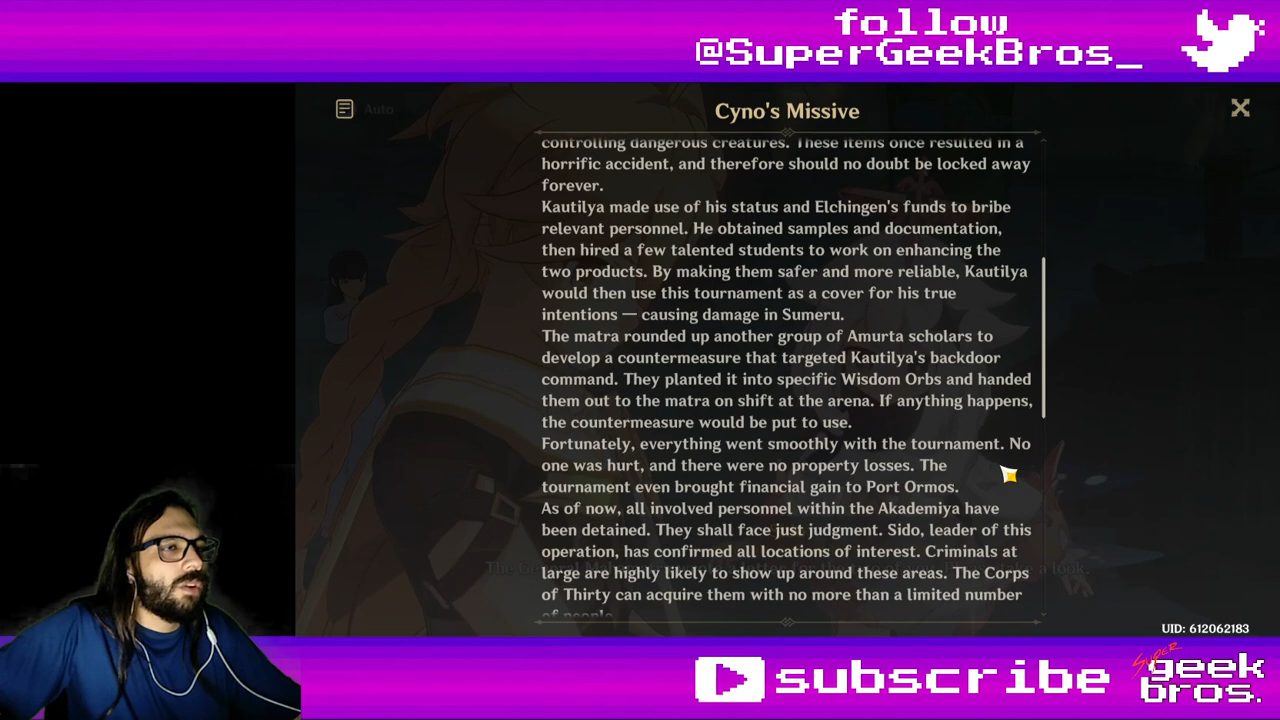 follow
@SuperGeekBros_
Auto
Cyno's Missive
controlling dangerous creatures. These items once resulted in a
horrific accident, and therefore should no doubt be locked away
forever.
Kautilya made use of his status and Elchingen's funds to bribe
relevant personnel. He obtained samples and documentation,
then hired a few talented students to work on enhancing the
two products. By making them safer and more reliable, Kautilya
would then use this tournament as a cover for his true
intentions — causing damage in Sumeru.
The matra rounded up another group of Amurta scholars to
develop a countermeasure that targeted Kautilya's backdoor
command. They planted it into specific Wisdom Orbs and handed
them out to the matra on shift at the arena. If anything happens,
the countermeasure would be put to use.
Fortunately, everything went smoothly with the tournament. No
one was hurt, and there were no property losses. The
tournament even brought financial gain to Port Ormos.
As of now, all involved personnel within the Akademiya have
been detained. They shall face just judgment. Sido, leader of this
operation, has confirmed all locations of interest. Criminals at
large are highly likely to show up around these areas. The Corps
of Thirty can acquire them with no more than a limited number
of people
UID: 612062183
subscribe
super
geek
bros.